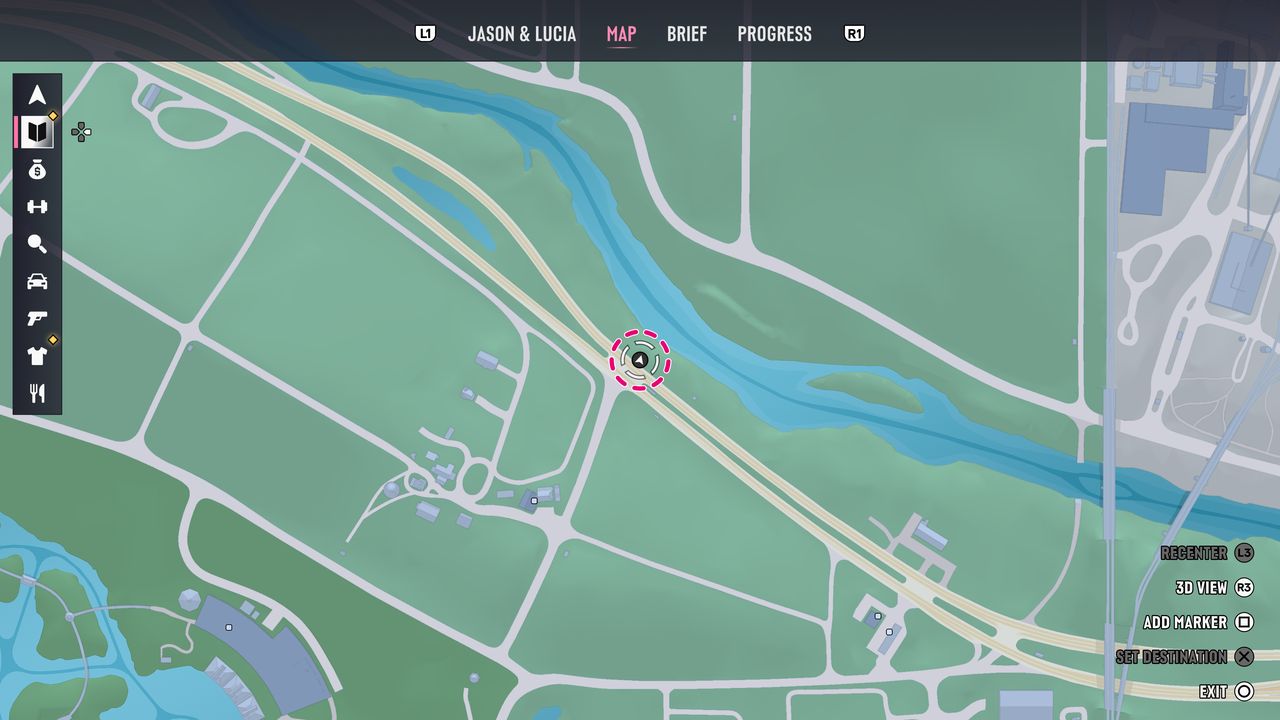 L1 JASON & LUCIA MAP BRIEF PROGRESS R1
RECENTER L3
3D VIEW R3
ADD MARKER
SET DESTINATION
EXIT